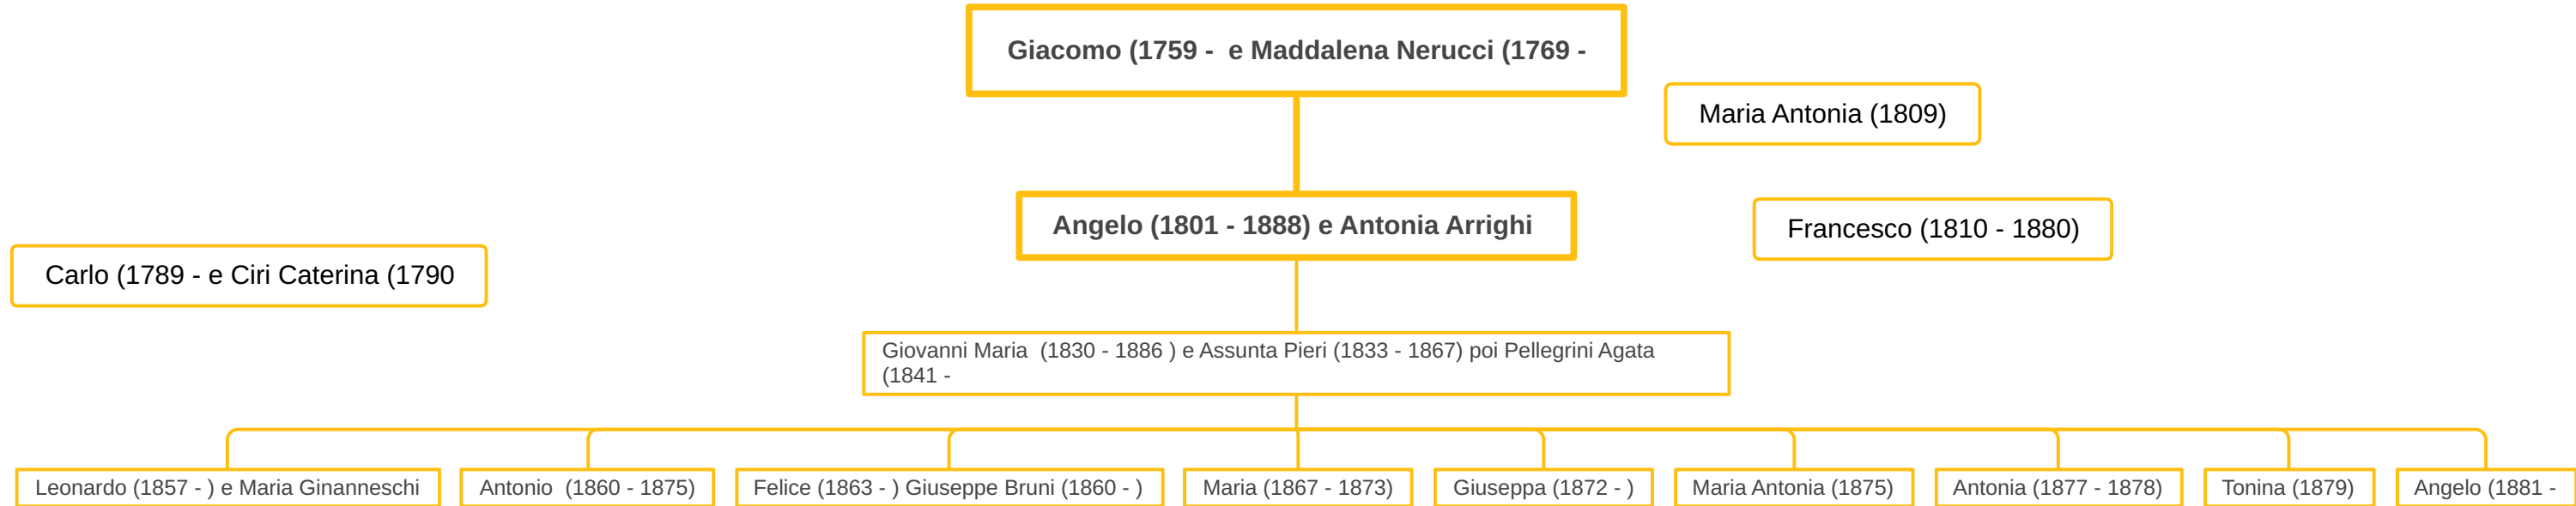 Giacomo (1759 -  e Maddalena Nerucci (1769 -
Maria Antonia (1809)
Angelo (1801 - 1888) e Antonia Arrighi
Francesco (1810 - 1880)
Carlo (1789 - e Ciri Caterina (1790
Giovanni Maria  (1830 - 1886 ) e Assunta Pieri (1833 - 1867) poi Pellegrini Agata
(1841 -
Leonardo (1857 - ) e Maria Ginanneschi
Antonio  (1860 - 1875)
Felice (1863 - ) Giuseppe Bruni (1860 - )
Maria (1867 - 1873)
Giuseppa (1872 - )
Maria Antonia (1875)
Antonia (1877 - 1878)
Tonina (1879)
Angelo (1881 -